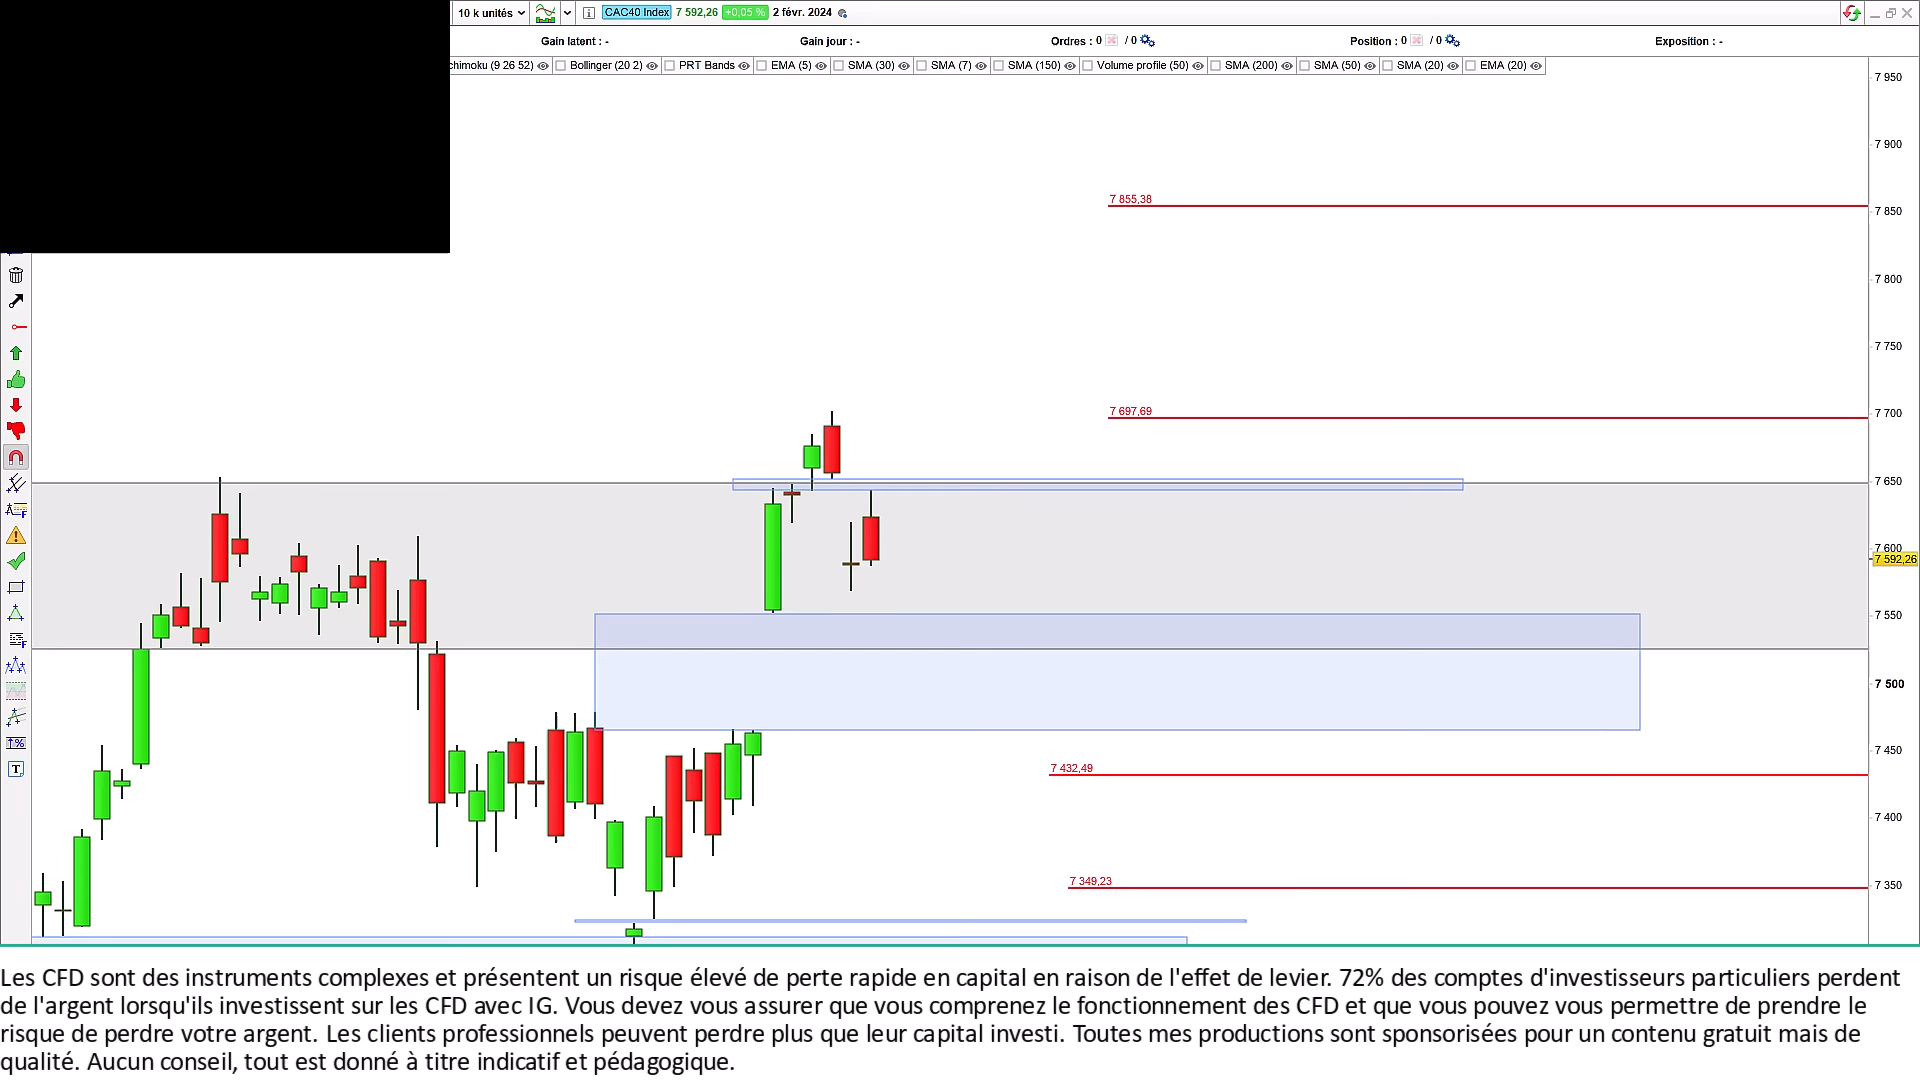 10 k unités CAC40 Index 7 592,26 +0,05 % 2 févr. 2024
Gain latent : - Gain jour : - Ordres : 0 / 0 Position : 0 / 0 Exposition : -
chimoku (9 26 52) Bollinger (20 2) PRT Bands EMA (5) SMA (30) SMA (7) SMA (150) Volume profile (50) SMA (200) SMA (50) SMA (20) EMA (20)
7 950
7 900
7 855,38
7 850
7 800
7 750
7 697,69
7 700
7 650
7 600
7 592,26
7 550
7 500
7 450
7 432,49
7 400
7 349,23
7 350
Les CFD sont des instruments complexes et présentent un risque élevé de perte rapide en capital en raison de l'effet de levier. 72% des comptes d'investisseurs particuliers perdent
de l'argent lorsqu'ils investissent sur les CFD avec IG. Vous devez vous assurer que vous comprenez le fonctionnement des CFD et que vous pouvez vous permettre de prendre le
risque de perdre votre argent. Les clients professionnels peuvent perdre plus que leur capital investi. Toutes mes productions sont sponsorisées pour un contenu gratuit mais de
qualité. Aucun conseil, tout est donné à titre indicatif et pédagogique.